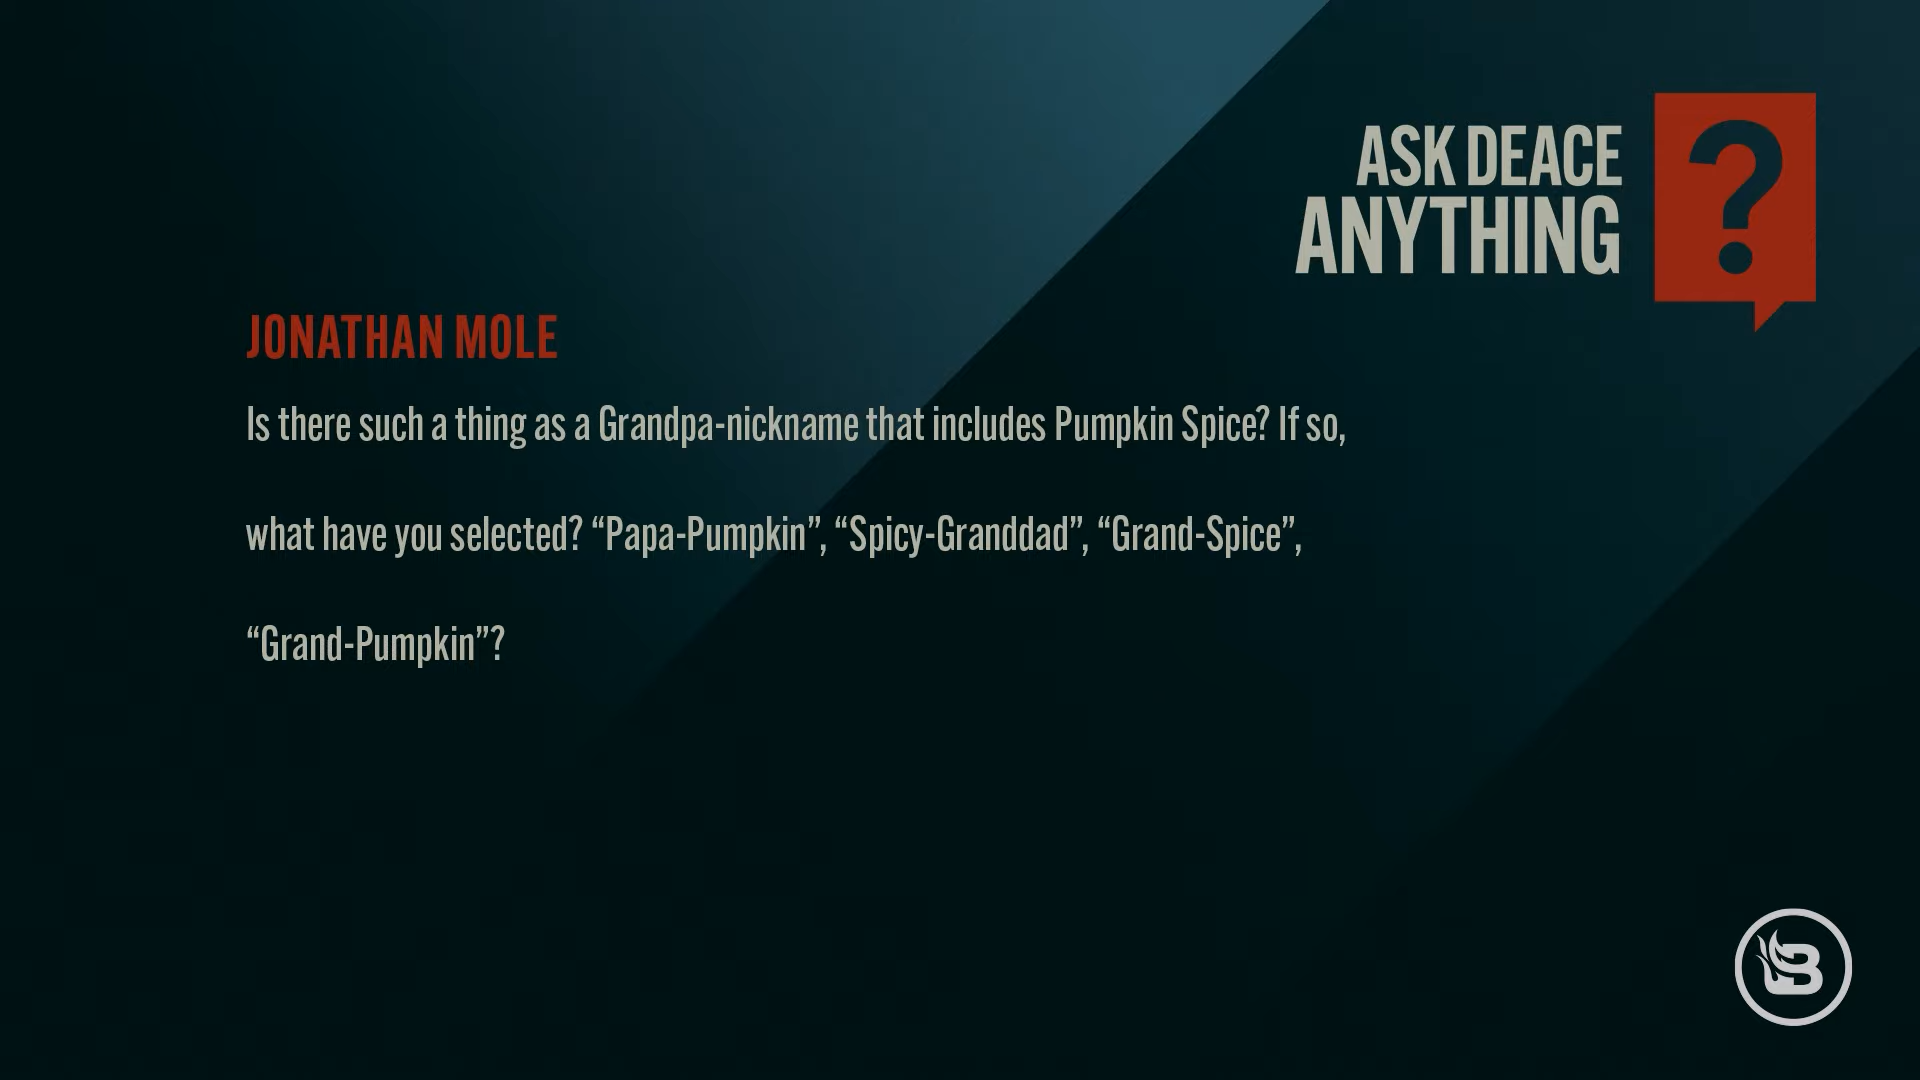 ASK DEACE
ANYTHING
?
JONATHAN MOLE
Is there such a thing as a Grandpa-nickname that includes Pumpkin Spice? If so,
what have you selected? “Papa-Pumpkin”, “Spicy-Granddad”, “Grand-Spice”,
“Grand-Pumpkin”?
B